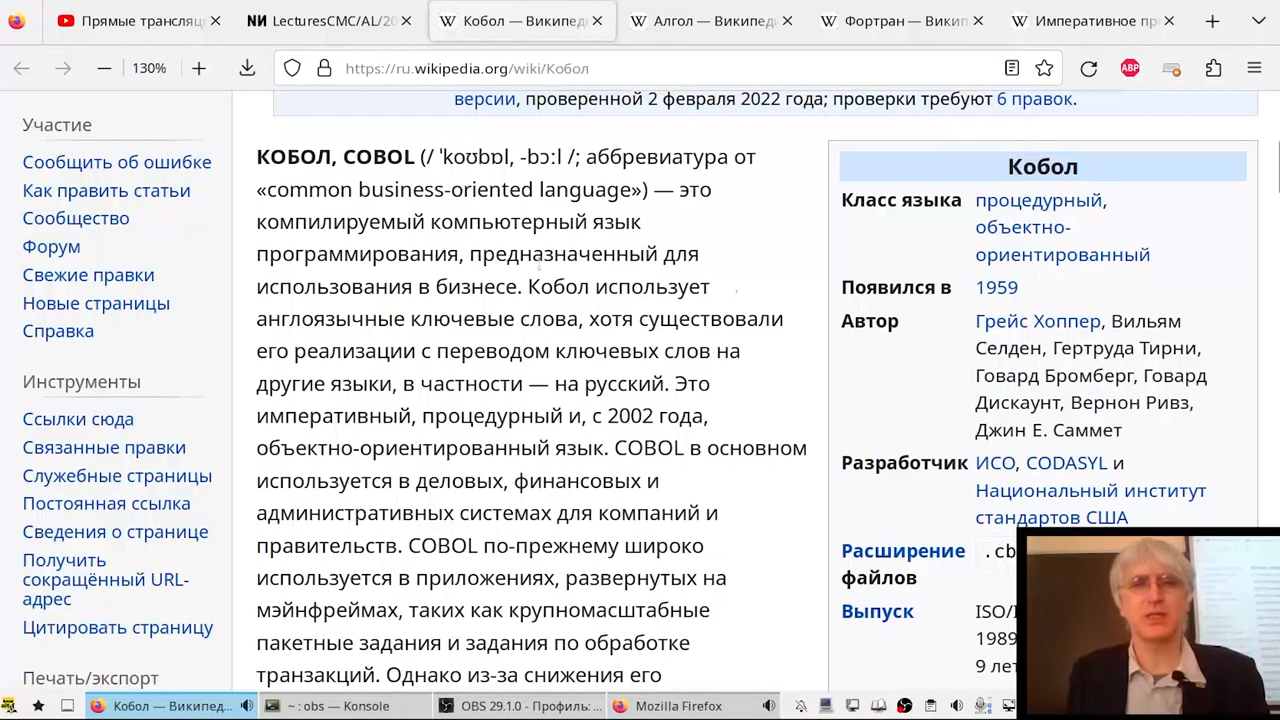 Прямые трансляц
LecturesCMC/AL/20
Кобол — Википед
Алгол — Википед
Фортран — Викип
Императивное пр
130%
https://ru.wikipedia.org/wiki/Кобол
ABP
версии, проверенной 2 февраля 2022 года; проверки требуют 6 правок.
Участие
Сообщить об ошибке
Как править статьи
Сообщество
Форум
Свежие правки
Новые страницы
Справка
Инструменты
Ссылки сюда
Связанные правки
Служебные страницы
Постоянная ссылка
Сведения о странице
Получить
сокращённый URL-
адрес
Цитировать страницу
Печать/экспорт
КОБОЛ, COBOL (/ ˈkoʊbɒl, -bɔːl /; аббревиатура от
«common business-oriented language») — это
компилируемый компьютерный язык
программирования, предназначенный для
использования в бизнесе. Кобол использует
англоязычные ключевые слова, хотя существовали
его реализации с переводом ключевых слов на
другие языки, в частности — на русский. Это
императивный, процедурный и, с 2002 года,
объектно-ориентированный язык. COBOL в основном
используется в деловых, финансовых и
административных системах для компаний и
правительств. COBOL по-прежнему широко
используется в приложениях, развернутых на
мэйнфреймах, таких как крупномасштабные
пакетные задания и задания по обработке
транзакций. Однако из-за снижения его
Кобол
Класс языка процедурный,
объектно-
ориентированный
Появился в 1959
Автор Грейс Хоппер, Вильям
Селден, Гертруда Тирни,
Говард Бромберг, Говард
Дискаунт, Вернон Ривз,
Джин Е. Саммет
Разработчик ИСО, CODASYL и
Национальный институт
стандартов США
Расширение .cb
файлов
Выпуск ISO/I
1989
9 лет
Кобол — Википед...
~ : obs — Konsole
OBS 29.1.0 - Профиль: ...
Mozilla Firefox